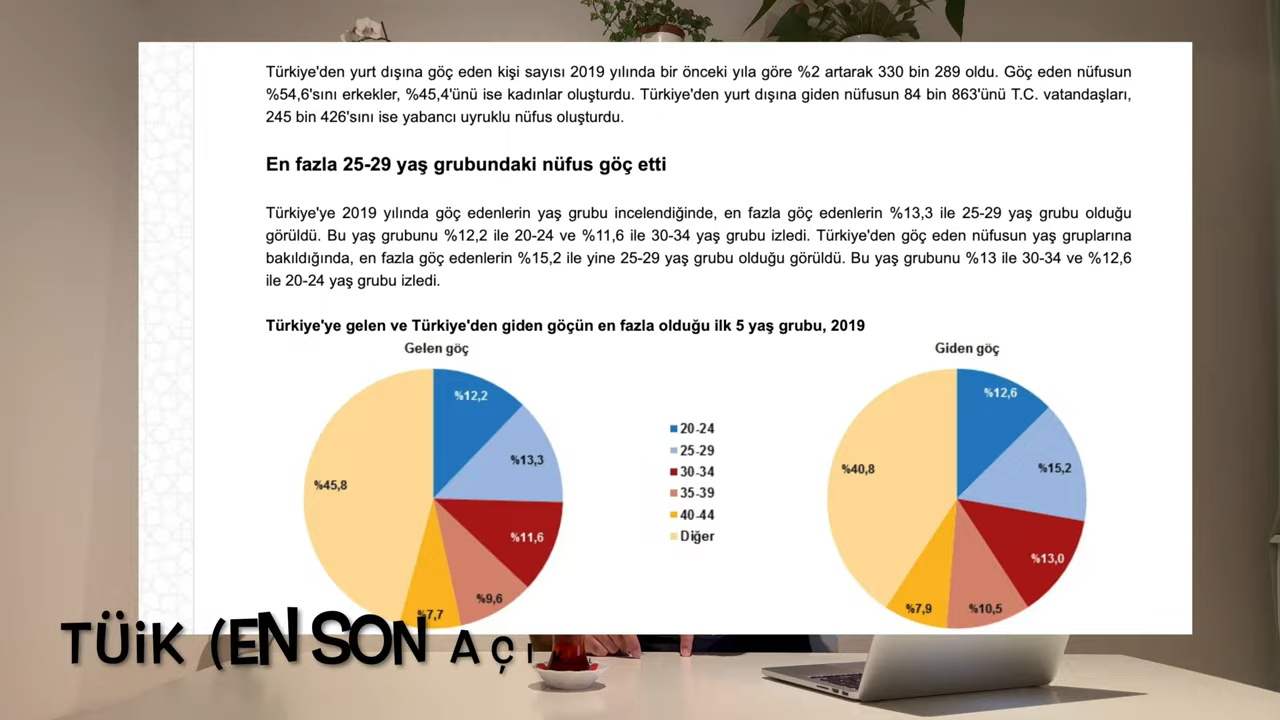 Türkiye'den yurt dışına göç eden kişi sayısı 2019 yılında bir önceki yıla göre %2 artarak 330 bin 289 oldu. Göç eden nüfusun
%54,6'sını erkekler, %45,4'ünü ise kadınlar oluşturdu. Türkiye'den yurt dışına giden nüfusun 84 bin 863'ünü T.C. vatandaşları,
245 bin 426'sını ise yabancı uyruklu nüfus oluşturdu.
En fazla 25-29 yaş grubundaki nüfus göç etti
Türkiye'ye 2019 yılında göç edenlerin yaş grubu incelendiğinde, en fazla göç edenlerin %13,3 ile 25-29 yaş grubu olduğu
görüldü. Bu yaş grubunu %12,2 ile 20-24 ve %11,6 ile 30-34 yaş grubu izledi. Türkiye'den göç eden nüfusun yaş gruplarına
bakıldığında, en fazla göç edenlerin %15,2 ile yine 25-29 yaş grubu olduğu görüldü. Bu yaş grubunu %13 ile 30-34 ve %12,6
ile 20-24 yaş grubu izledi.
Türkiye'ye gelen ve Türkiye'den giden göçün en fazla olduğu ilk 5 yaş grubu, 2019
Gelen göç
%12,2
%13,3
%11,6
%9,6
%7,7
%45,8
20-24
25-29
30-34
35-39
40-44
Diğer
Giden göç
%12,6
%15,2
%13,0
%10,5
%7,9
%40,8
TÜiK (EN SON Açı